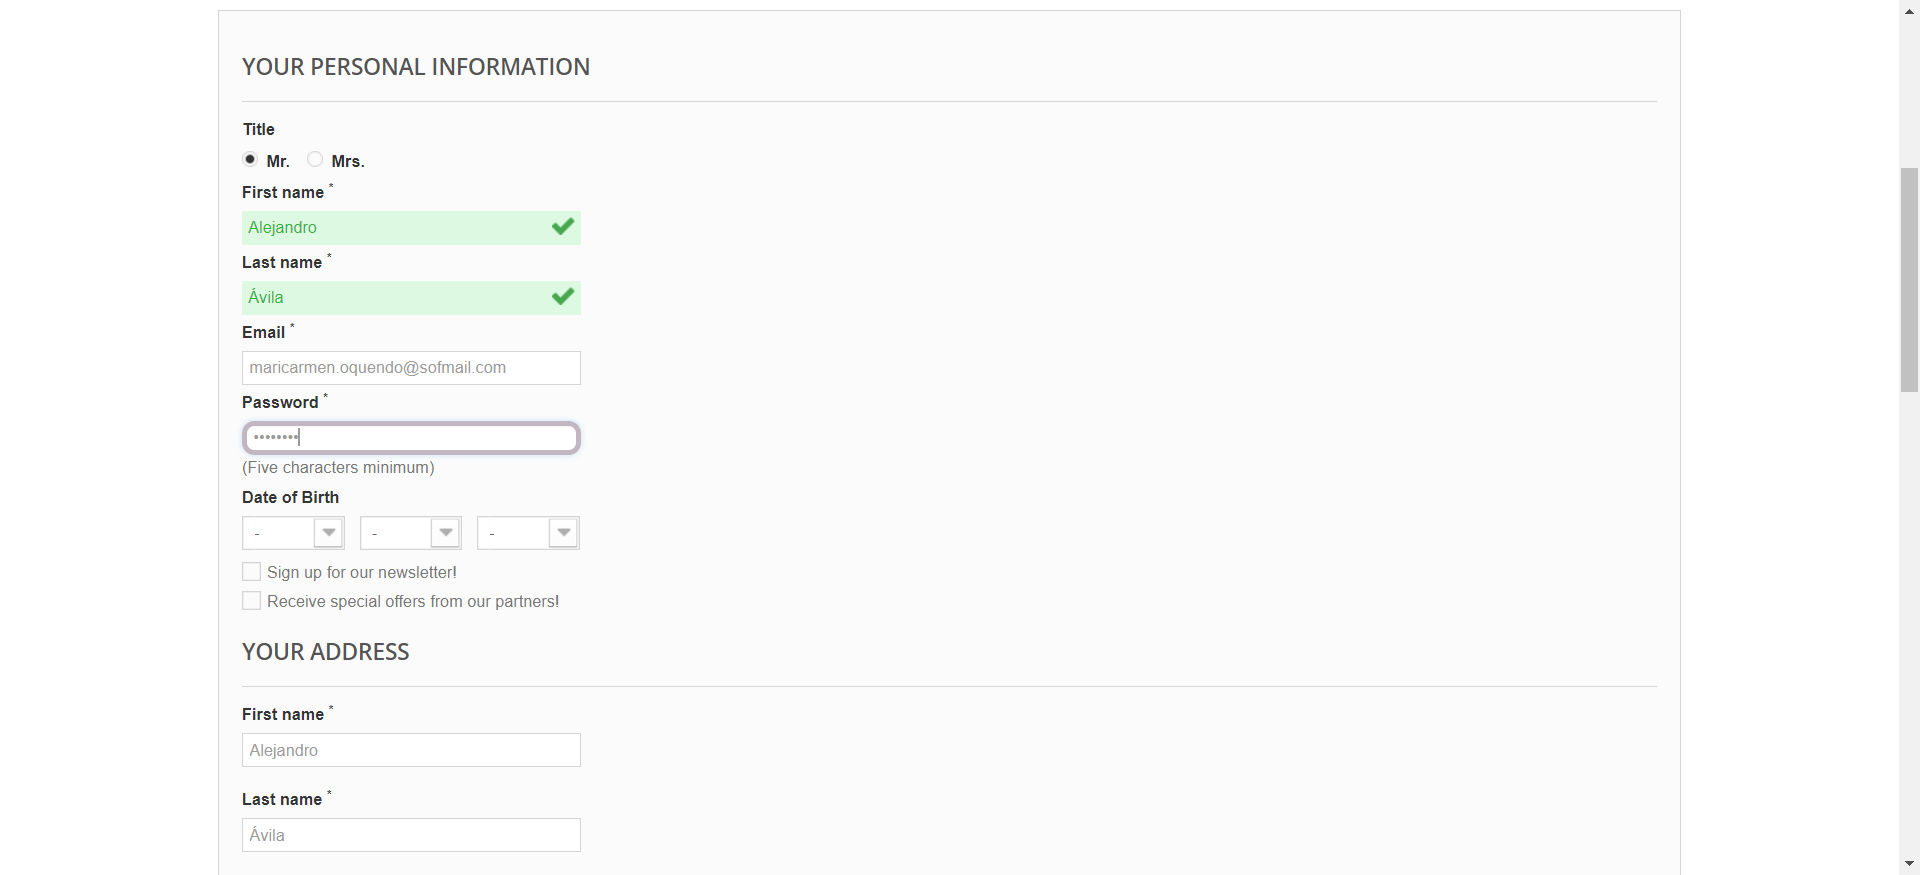 YOUR PERSONAL INFORMATION
Title
Mr. Mrs.
First name *
Alejandro
Last name *
Ávila
Email *
maricarmen.oquendo@sofmail.com
Password *
••••••••
(Five characters minimum)
Date of Birth
- - -
Sign up for our newsletter!
Receive special offers from our partners!
YOUR ADDRESS
First name *
Alejandro
Last name *
Ávila